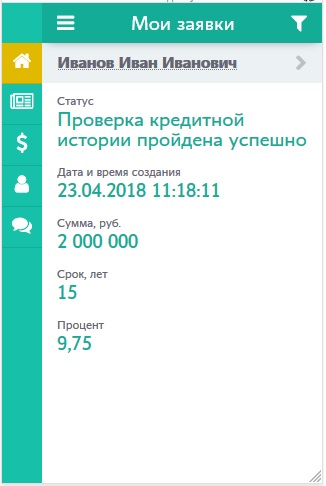 Мои заявки
Иванов Иван Иванович
Статус
Проверка кредитной
истории пройдена успешно
Дата и время создания
23.04.2018 11:18:11
Сумма, руб.
2 000 000
Срок, лет
15
Процент
9,75